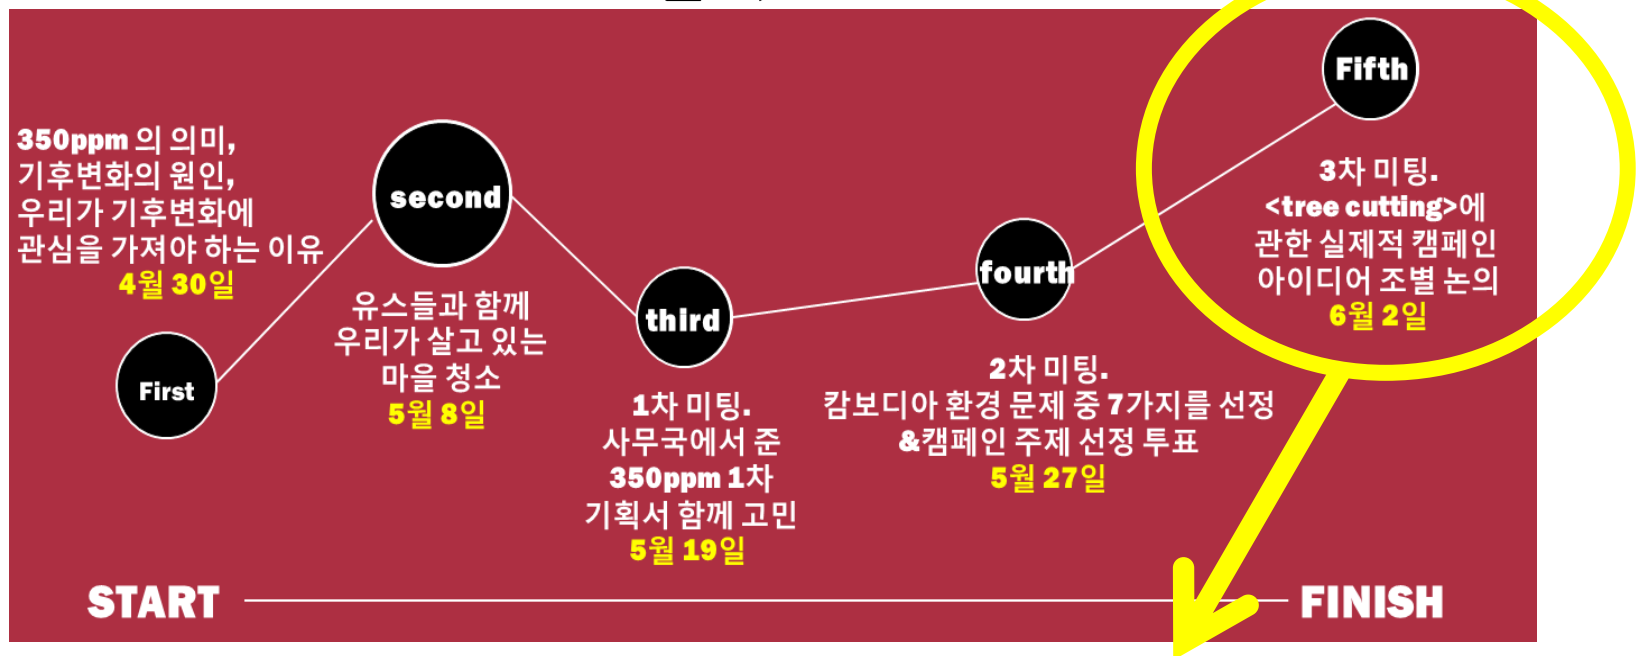 350ppm 의 의미,
기후변화의 원인,
우리가 기후변화에
관심을 가져야 하는 이유
4월 30일
First
second
유스들과 함께
우리가 살고 있는
마을 청소
5월 8일
third
1차 미팅.
사무국에서 준
350ppm 1차
기획서 함께 고민
5월 19일
fourth
2차 미팅.
캄보디아 환경 문제 중 7가지를 선정
&캠페인 주제 선정 투표
5월 27일
Fifth
3차 미팅.
<tree cutting>에
관한 실제적 캠페인
아이디어 조별 논의
6월 2일
START
FINISH